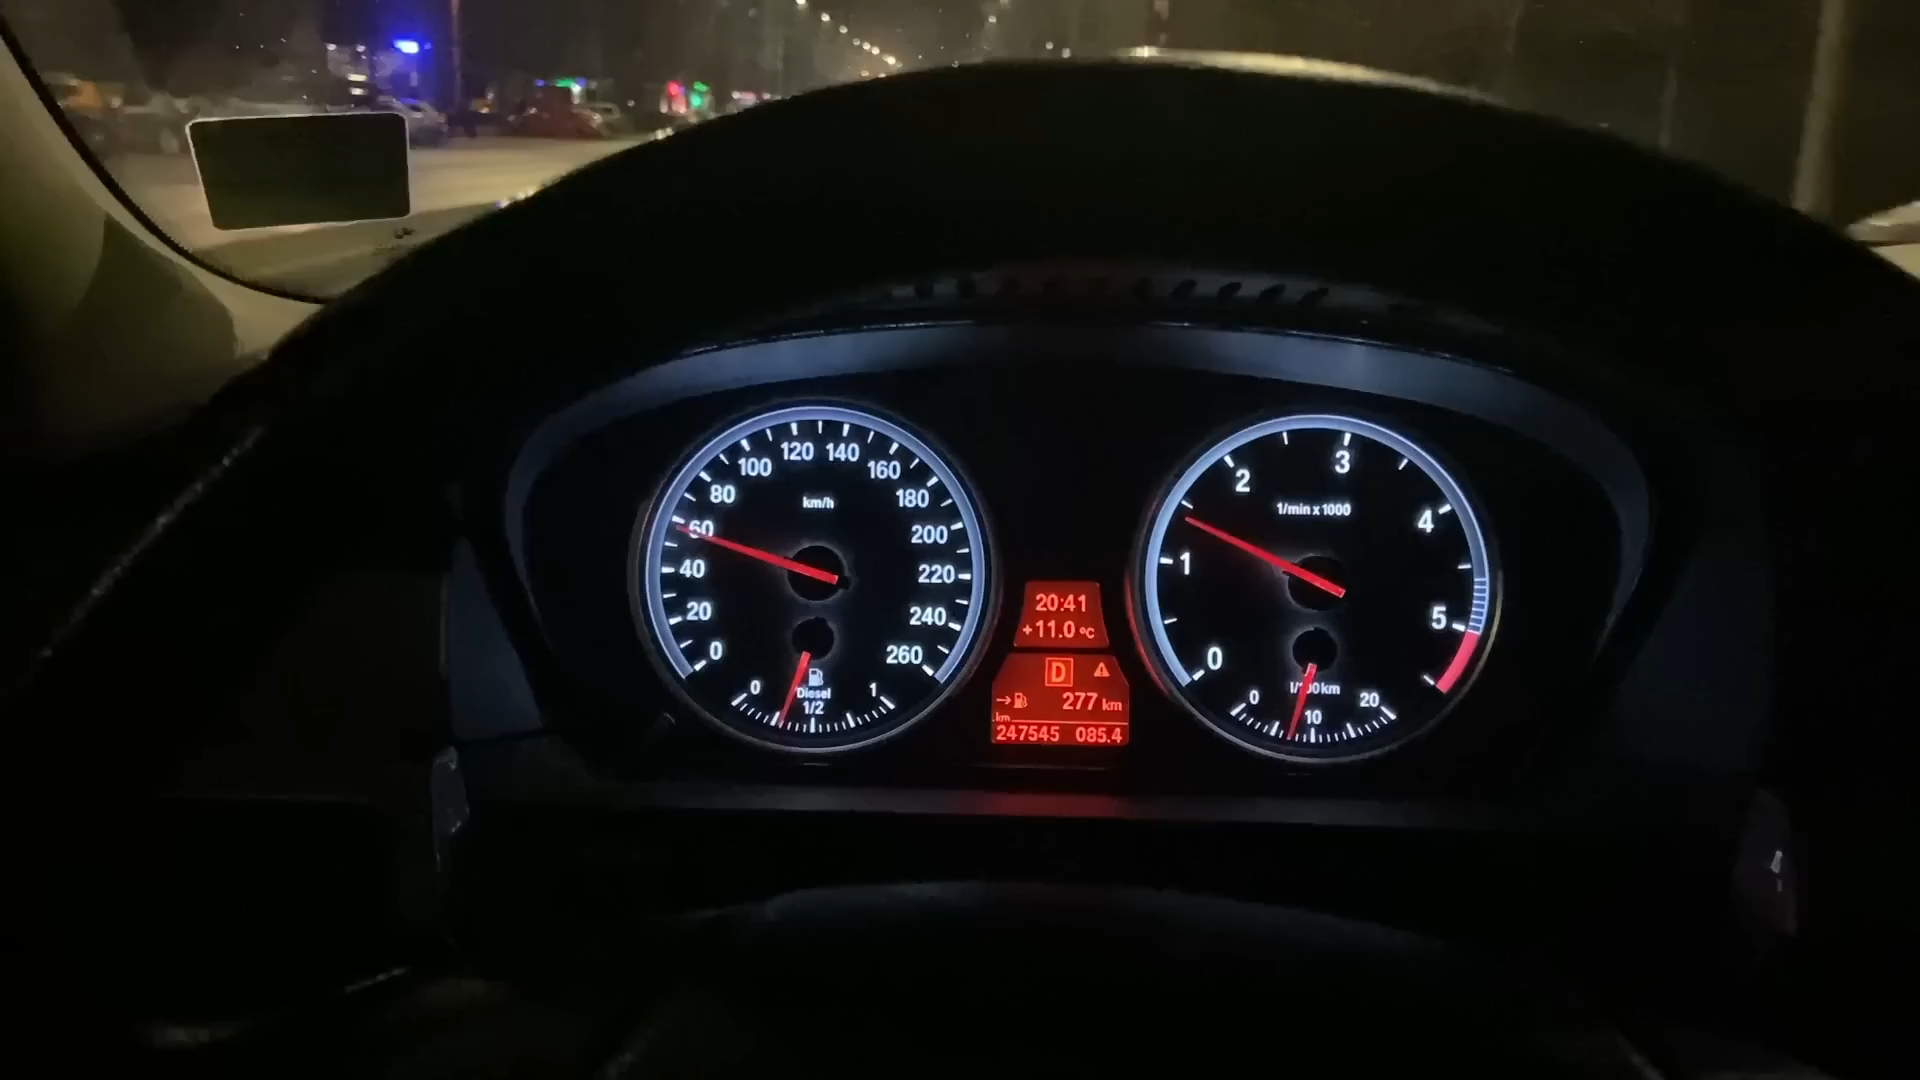 120 140
100 160
80 180
km/h
60 200
40 220
20 240
0 260
0 1
Diesel
1/2
20:41
+11.0 °C
D
277 km
km
247545 085.4
3
2
1/min x 1000
4
1
5
0
l/100km
0 20
10